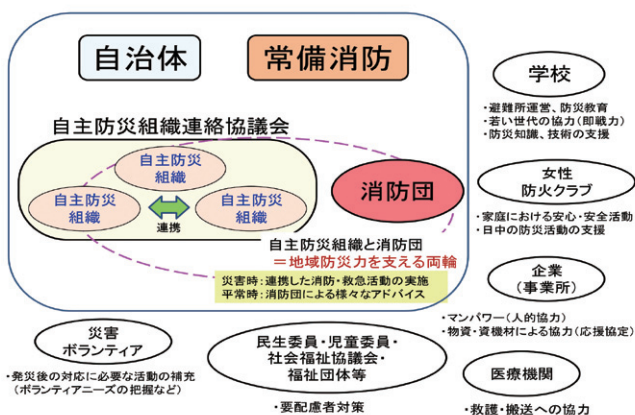 自治体
常備消防
自主防災組織連絡協議会
自主防災
組織
自主防災
組織
自主防災
組織
連携
消防団
自主防災組織と消防団
＝地域防災力を支える両輪
災害時：連携した消防・救急活動の実施
平常時：消防団による様々なアドバイス
学校
・避難所運営、防災教育
・若い世代の協力（即戦力）
・防災知識、技術の支援
女性
防火クラブ
・家庭における安心・安全活動
・日中の防災活動の支援
企業
（事業所）
・マンパワー（人的協力）
・物資・資機材による協力（応援協定）
医療機関
・救護・搬送への協力
災害
ボランティア
・発災後の対応に必要な活動の補充
（ボランティアニーズの把握など）
民生委員・児童委員・
社会福祉協議会・
福祉団体等
・要配慮者対策